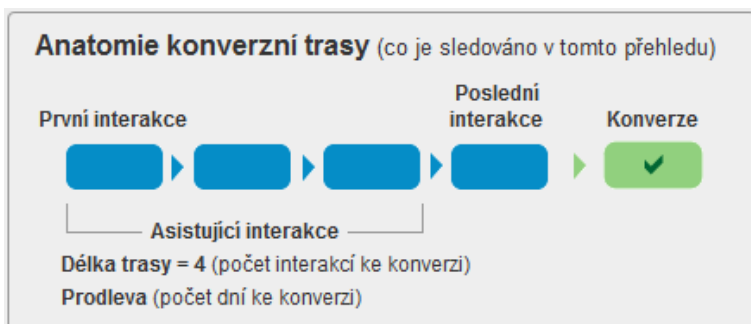 Anatomie konverzní trasy (co je sledováno v tomto přehledu)
První interakce
Poslední
interakce
Konverze
Asistující interakce
Délka trasy = 4 (počet interakcí ke konverzi)
Prodleva (počet dní ke konverzi)